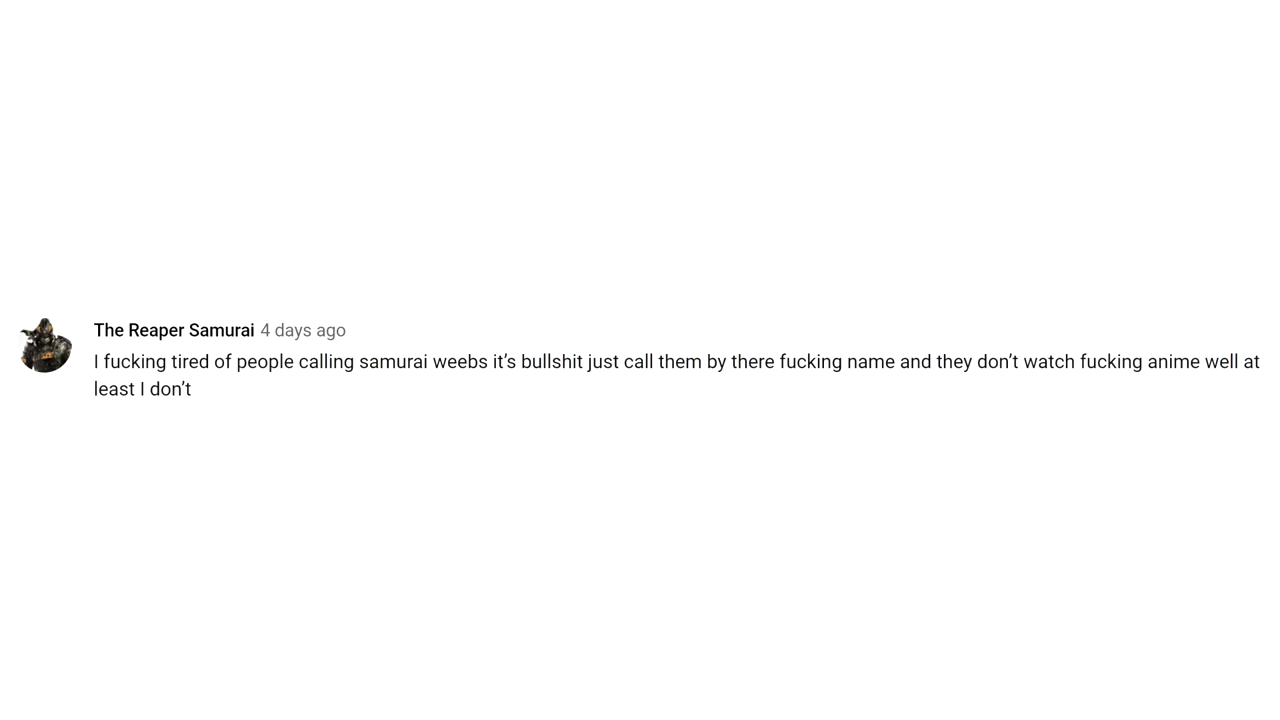 The Reaper Samurai 4 days ago
I fucking tired of people calling samurai weebs it’s bullshit just call them by there fucking name and they don’t watch fucking anime well at
least I don’t